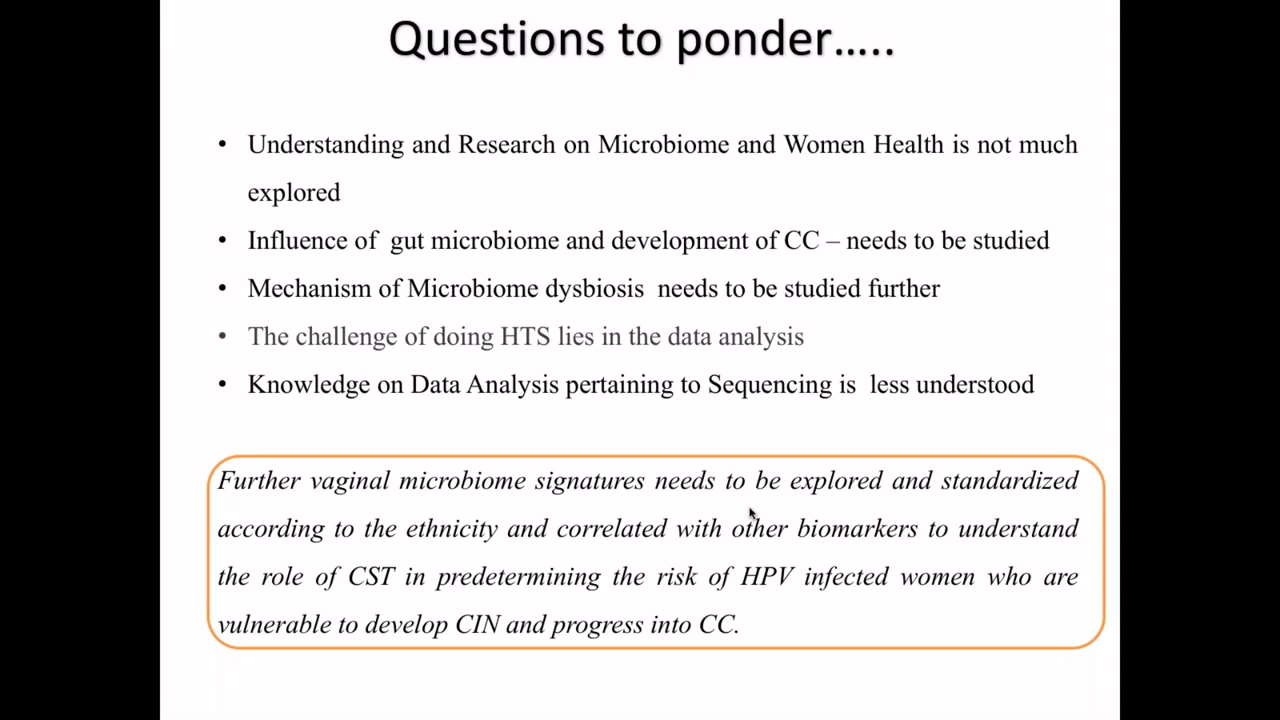 Questions to ponder…..
• Understanding and Research on Microbiome and Women Health is not much
explored
• Influence of gut microbiome and development of CC – needs to be studied
• Mechanism of Microbiome dysbiosis needs to be studied further
• The challenge of doing HTS lies in the data analysis
• Knowledge on Data Analysis pertaining to Sequencing is less understood
Further vaginal microbiome signatures needs to be explored and standardized
according to the ethnicity and correlated with other biomarkers to understand
the role of CST in predetermining the risk of HPV infected women who are
vulnerable to develop CIN and progress into CC.